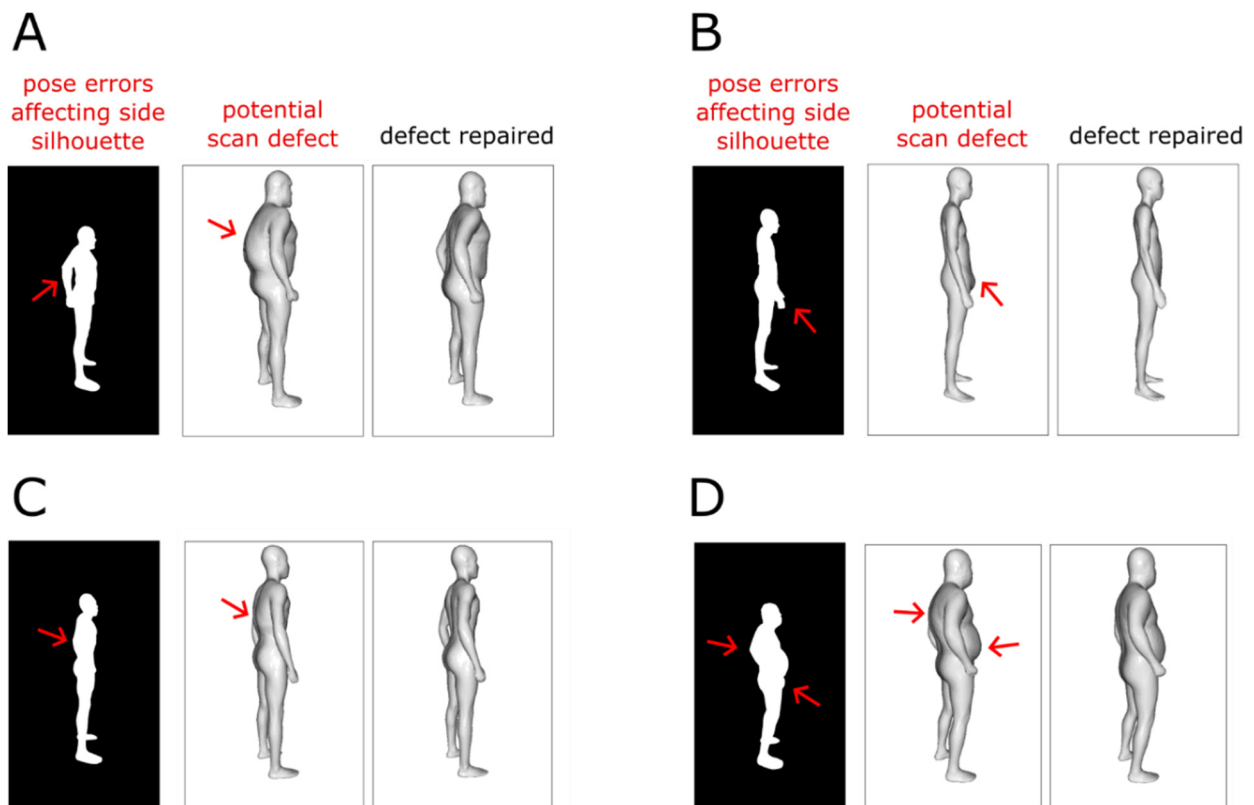 A
pose errors
affecting side
silhouette
potential
scan defect
defect repaired
B
pose errors
affecting side
silhouette
potential
scan defect
defect repaired
C
D